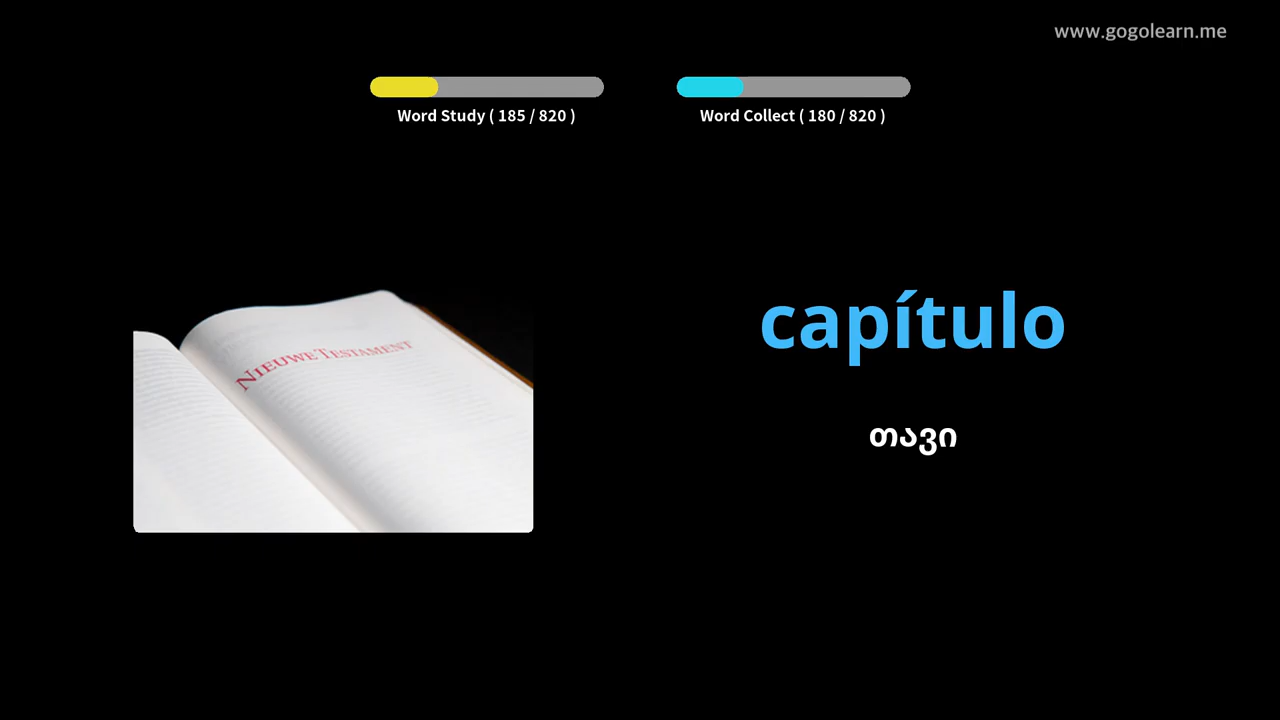 www.gogolearn.me
Word Study ( 185 / 820 )
Word Collect ( 180 / 820 )
capítulo
თავი
NIEUWE TESTAMENT